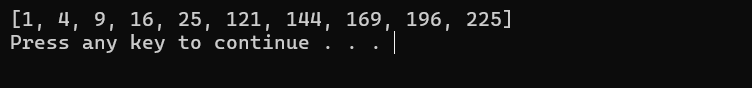 [1, 4, 9, 16, 25, 121, 144, 169, 196, 225]
Press any key to continue . . .